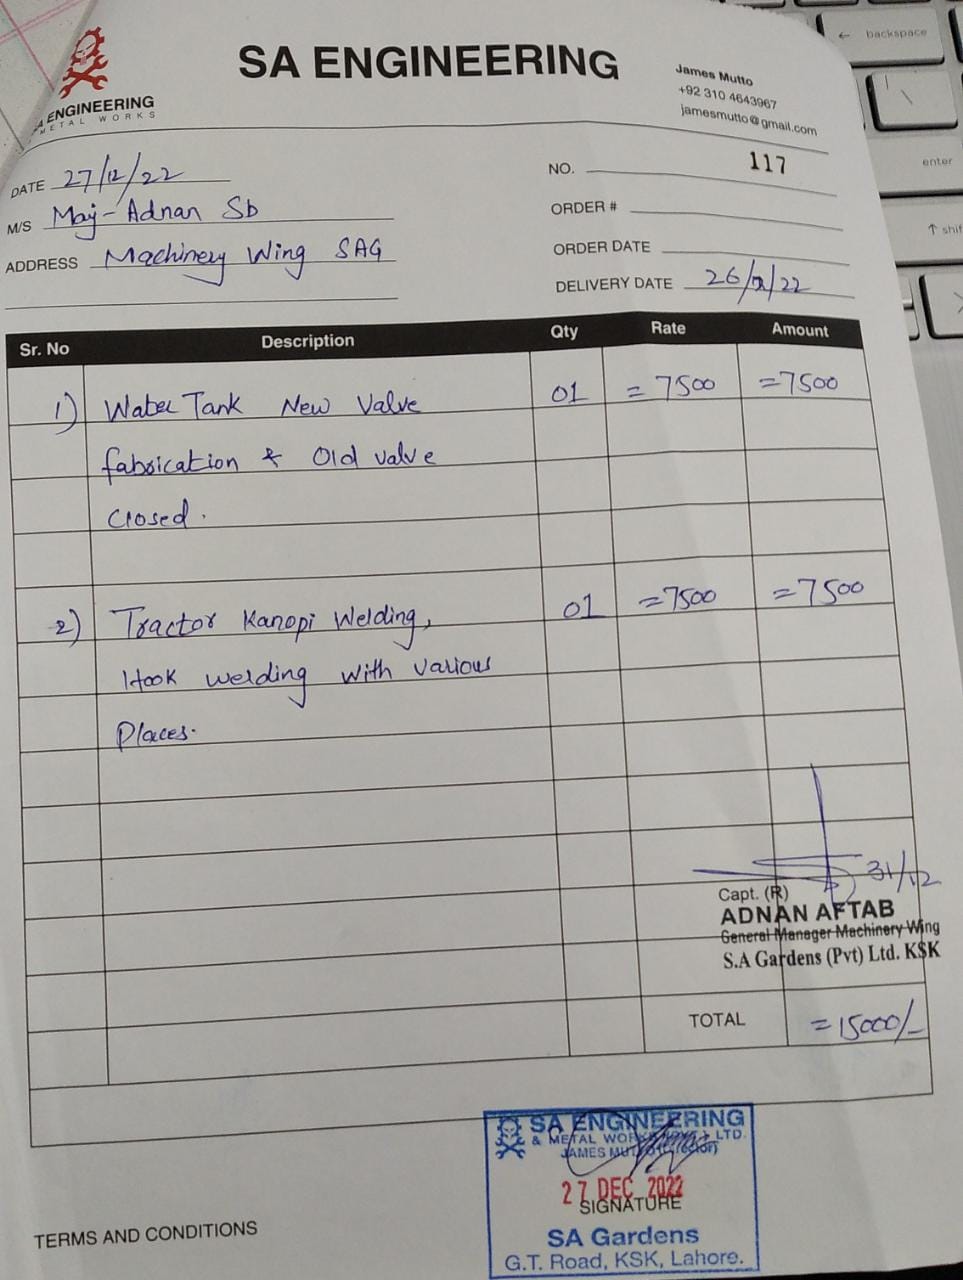 SA ENGINEERING
METAL WORKS
SA ENGINEERING
James Mutto
+92 310 4643967
jamesmutto@gmail.com
DATE 27/12/22
M/S Maj-Adnan Sb
ADDRESS Machinery Wing SAG
NO. 117
ORDER #
ORDER DATE
DELIVERY DATE 26/12/22
Sr. No Description Qty Rate Amount
1) Water Tank New Valve 01 =7500 =7500
fabrication & Old valve
Closed.
2) Tractor Kanopi Welding, 01 =7500 =7500
Hook welding with various
Places.
31/12
Capt. (R)
ADNAN AFTAB
General Manager Machinery Wing
S.A Gardens (Pvt) Ltd. KSK
TOTAL =15000/-
SA ENGINEERING
& METAL WORKS LTD.
JAMES MUTTO
27 DEC 2022
SIGNATURE
SA Gardens
G.T. Road, KSK, Lahore.
TERMS AND CONDITIONS
backspace
\
enter
↑ shif